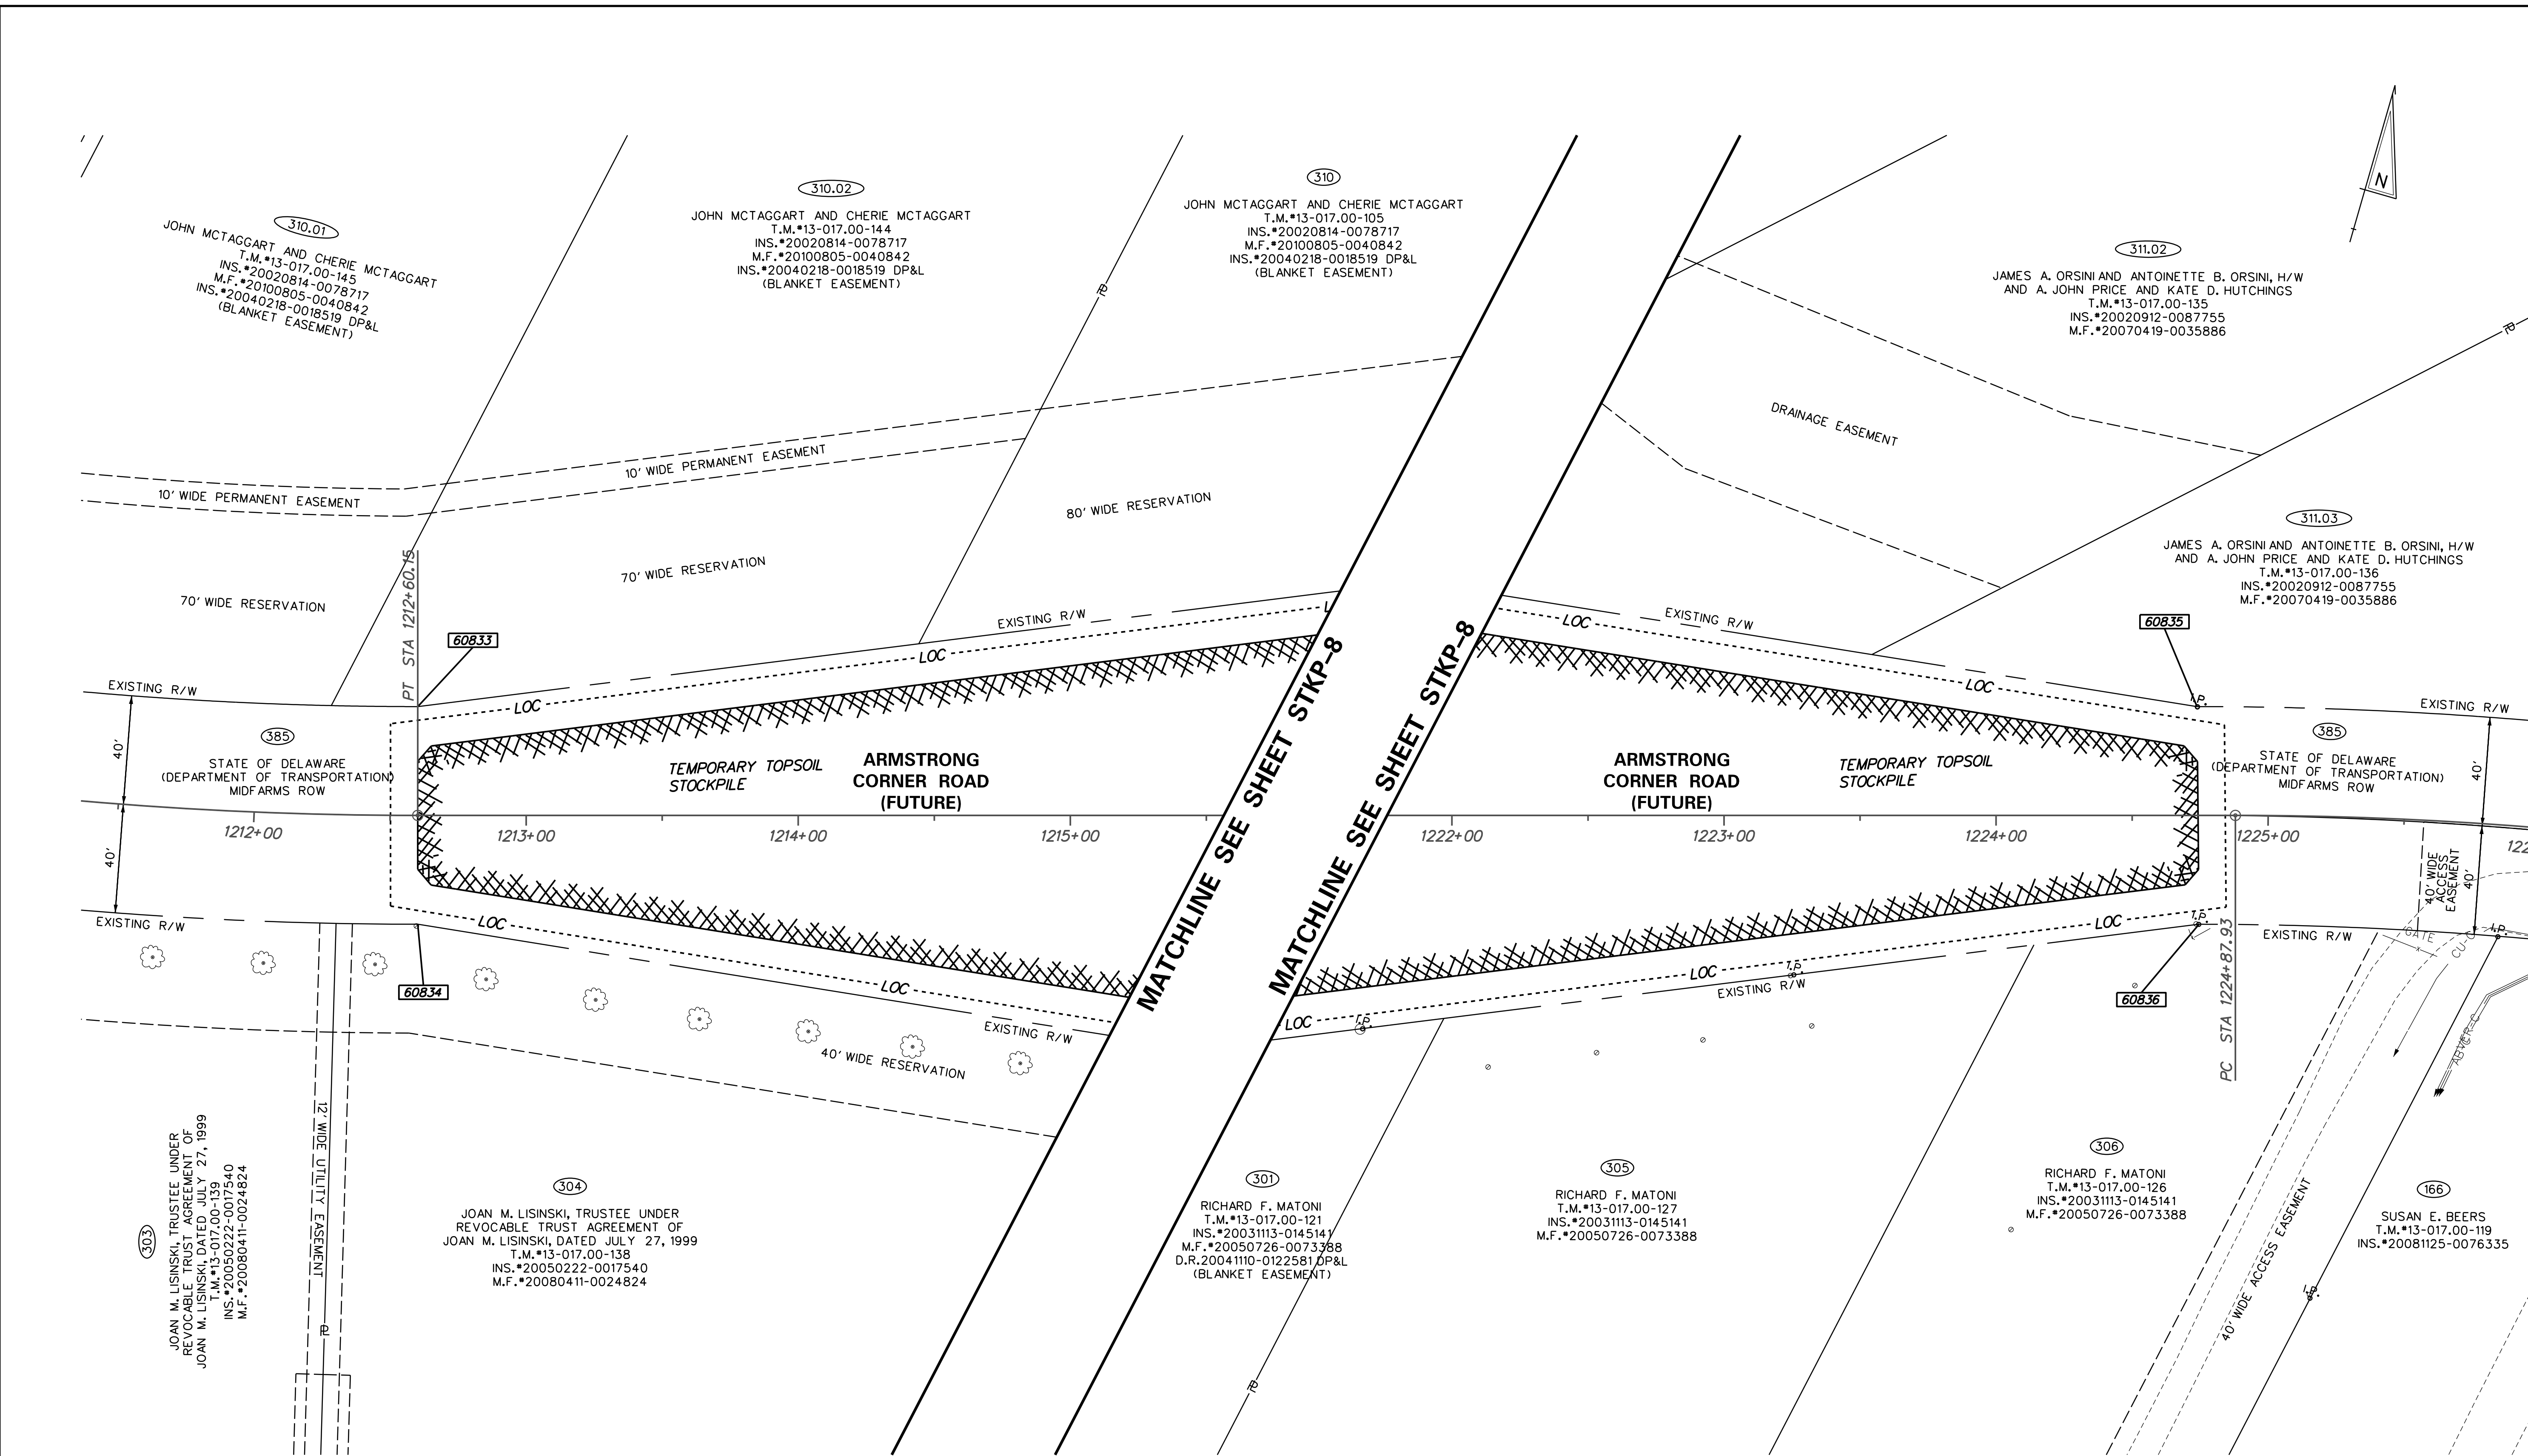 310.01
JOHN MCTAGGART AND CHERIE MCTAGGART
T.M.#13-017.00-145
INS.#20020814-0078717
M.F.#20100805-0040842
INS.#20040218-0018519 DP&L
(BLANKET EASEMENT)
310.02
JOHN MCTAGGART AND CHERIE MCTAGGART
T.M.#13-017.00-144
INS.#20020814-0078717
M.F.#20100805-0040842
INS.#20040218-0018519 DP&L
(BLANKET EASEMENT)
310
JOHN MCTAGGART AND CHERIE MCTAGGART
T.M.#13-017.00-105
INS.#20020814-0078717
M.F.#20100805-0040842
INS.#20040218-0018519 DP&L
(BLANKET EASEMENT)
311.02
JAMES A. ORSINI AND ANTOINETTE B. ORSINI, H/W
AND A. JOHN PRICE AND KATE D. HUTCHINGS
T.M.#13-017.00-135
INS.#20020912-0087755
M.F.#20070419-0035886
N
DRAINAGE EASEMENT
10' WIDE PERMANENT EASEMENT
10' WIDE PERMANENT EASEMENT
80' WIDE RESERVATION
70' WIDE RESERVATION
70' WIDE RESERVATION
311.03
JAMES A. ORSINI AND ANTOINETTE B. ORSINI, H/W
AND A. JOHN PRICE AND KATE D. HUTCHINGS
T.M.#13-017.00-136
INS.#20020912-0087755
M.F.#20070419-0035886
PT STA 1212+60.15
60833
60835
EXISTING R/W
EXISTING R/W
EXISTING R/W
EXISTING R/W
LOC
LOC
LOC
LOC
I.P.
40'
40'
385
STATE OF DELAWARE
(DEPARTMENT OF TRANSPORTATION)
MIDFARMS ROW
TEMPORARY TOPSOIL
STOCKPILE
ARMSTRONG
CORNER ROAD
(FUTURE)
MATCHLINE SEE SHEET STKP-8
MATCHLINE SEE SHEET STKP-8
ARMSTRONG
CORNER ROAD
(FUTURE)
TEMPORARY TOPSOIL
STOCKPILE
385
STATE OF DELAWARE
(DEPARTMENT OF TRANSPORTATION)
MIDFARMS ROW
40'
40'
1212+00
1213+00
1214+00
1215+00
1222+00
1223+00
1224+00
1225+00
122
40' WIDE
ACCESS
EASEMENT
EXISTING R/W
EXISTING R/W
EXISTING R/W
EXISTING R/W
LOC
LOC
LOC
LOC
LOC
I.P.
I.P.
I.P.
I.P.
GATE
60834
60836
40' WIDE RESERVATION
PC STA 1224+87.93
12' WIDE UTILITY EASEMENT
303
JOAN M. LISINSKI, TRUSTEE UNDER
REVOCABLE TRUST AGREEMENT OF
JOAN M. LISINSKI, DATED JULY 27, 1999
T.M.#13-017.00-139
INS.#20050222-0017540
M.F.#20080411-0024824
304
JOAN M. LISINSKI, TRUSTEE UNDER
REVOCABLE TRUST AGREEMENT OF
JOAN M. LISINSKI, DATED JULY 27, 1999
T.M.#13-017.00-138
INS.#20050222-0017540
M.F.#20080411-0024824
301
RICHARD F. MATONI
T.M.#13-017.00-121
INS.#20031113-0145141
M.F.#20050726-0073388
D.R.20041110-0122581 DP&L
(BLANKET EASEMENT)
305
RICHARD F. MATONI
T.M.#13-017.00-127
INS.#20031113-0145141
M.F.#20050726-0073388
306
RICHARD F. MATONI
T.M.#13-017.00-126
INS.#20031113-0145141
M.F.#20050726-0073388
40' WIDE ACCESS EASEMENT
I.P.
166
SUSAN E. BEERS
T.M.#13-017.00-119
INS.#20081125-0076335